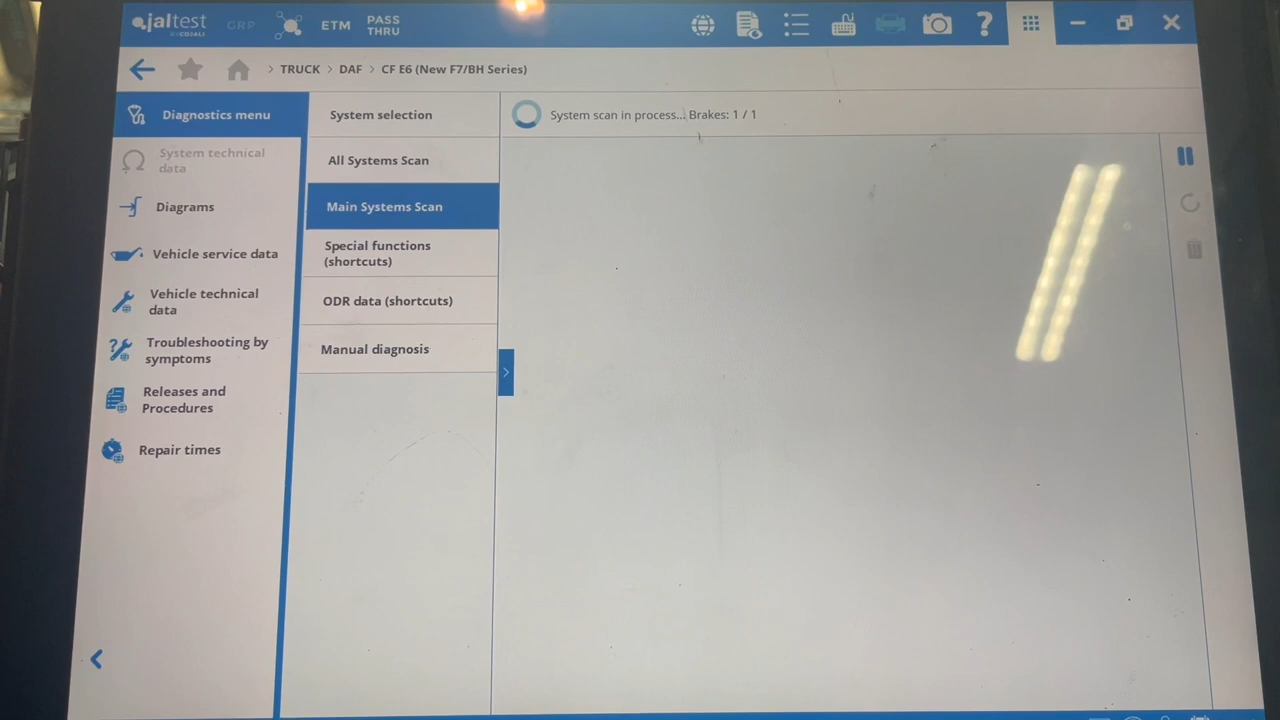 jaltest
BY COJALI
GRP
ETM
PASS
THRU
?
> TRUCK > DAF > CF E6 (New F7/BH Series)
Diagnostics menu
System technical
data
Diagrams
Vehicle service data
Vehicle technical
data
Troubleshooting by
symptoms
Releases and
Procedures
Repair times
System selection
All Systems Scan
Main Systems Scan
Special functions
(shortcuts)
ODR data (shortcuts)
Manual diagnosis
System scan in process... Brakes: 1 / 1